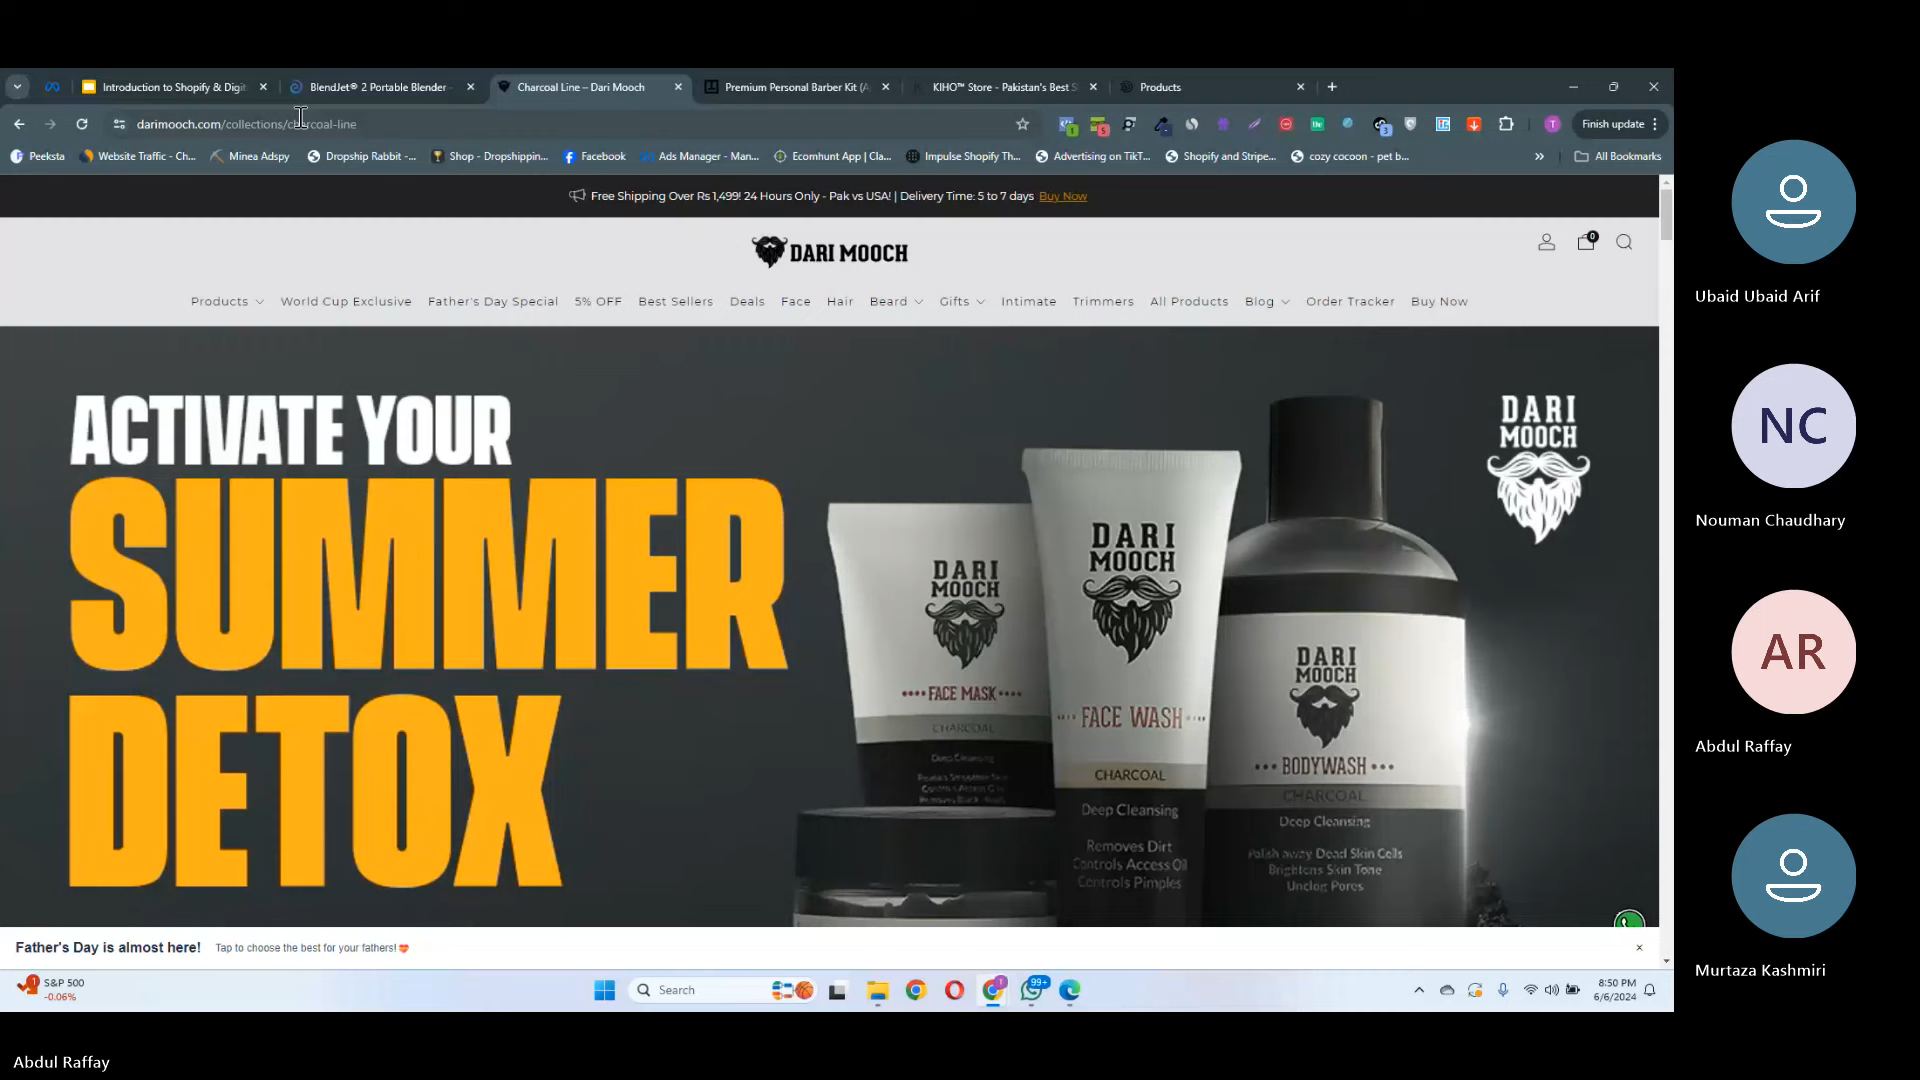 Introduction to Shopify & Digit
BlendJet® 2 Portable Blender
Charcoal Line – Dari Mooch
Premium Personal Barber Kit (A
KIHO™ Store - Pakistan's Best S
Products
darimooch.com/collections/charcoal-line
Finish update
Peeksta
Website Traffic - Ch...
Minea Adspy
Dropship Rabbit -...
Shop - Dropshippin...
Facebook
Ads Manager - Man...
Ecomhunt App | Cla...
Impulse Shopify Th...
Advertising on TikT...
Shopify and Stripe...
cozy cocoon - pet b...
All Bookmarks
Free Shipping Over Rs 1,499! 24 Hours Only - Pak vs USA! | Delivery Time: 5 to 7 days Buy Now
DARI MOOCH
0
Products World Cup Exclusive Father's Day Special 5% OFF Best Sellers Deals Face Hair Beard Gifts Intimate Trimmers All Products Blog Order Tracker Buy Now
ACTIVATE YOUR
SUMMER
DETOX
DARI
MOOCH
DARI
MOOCH
FACE MASK
CHARCOAL
Deep Cleansing
DARI
MOOCH
FACE WASH
CHARCOAL
Deep Cleansing
Removes Dirt
Controls Access Oil
Controls Pimples
DARI
MOOCH
BODYWASH
CHARCOAL
Deep Cleansing
Polish away Dead Skin Cells
Brightens Skin Tone
Unclog Pores
Father's Day is almost here! Tap to choose the best for your fathers!
S&P 500
-0.06%
1
Search
T
99+
8:50 PM
6/6/2024
Ubaid Ubaid Arif
NC
Nouman Chaudhary
AR
Abdul Raffay
Murtaza Kashmiri
Abdul Raffay